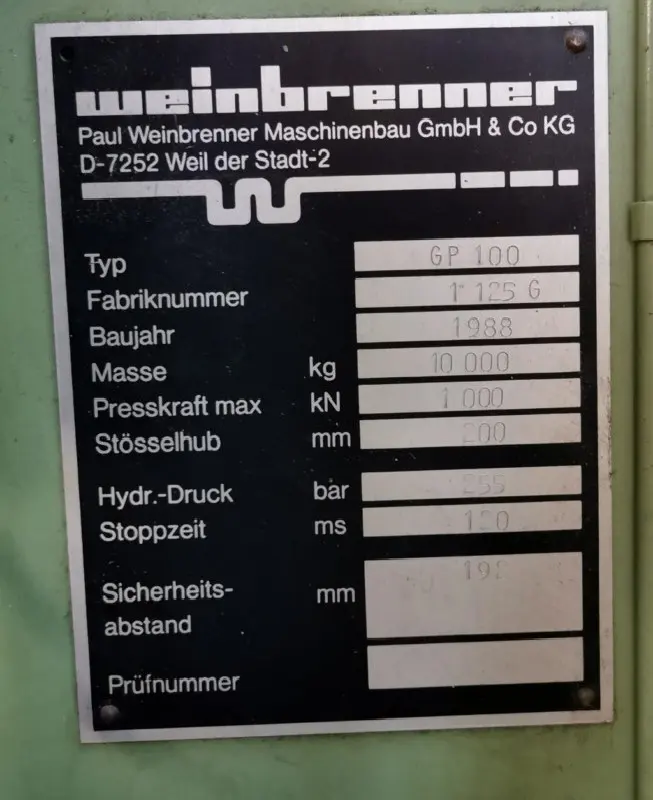 weinbrenner
Paul Weinbrenner Maschinenbau GmbH & Co KG
D-7252 Weil der Stadt-2
Typ GP 100
Fabriknummer 1 125 G
Baujahr 1988
Masse kg 10 000
Presskraft max kN 1 000
Stösselhub mm 200
Hydr.-Druck bar 255
Stoppzeit ms
Sicherheits- mm
abstand
Prüfnummer